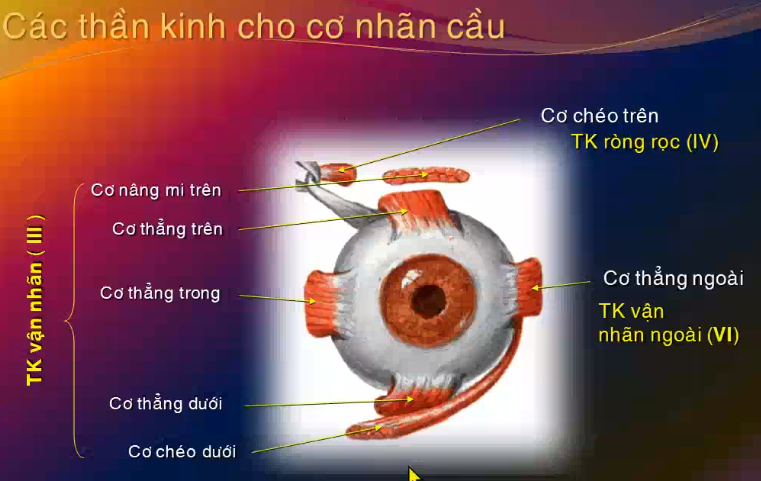 Các thần kinh cho cơ nhãn cầu
Cơ chéo trên
TK ròng rọc (IV)
Cơ nâng mi trên
Cơ thẳng trên
Cơ thẳng trong
Cơ thẳng dưới
Cơ chéo dưới
TK vận nhãn ( III )
Cơ thẳng ngoài
TK vận
nhãn ngoài (VI)